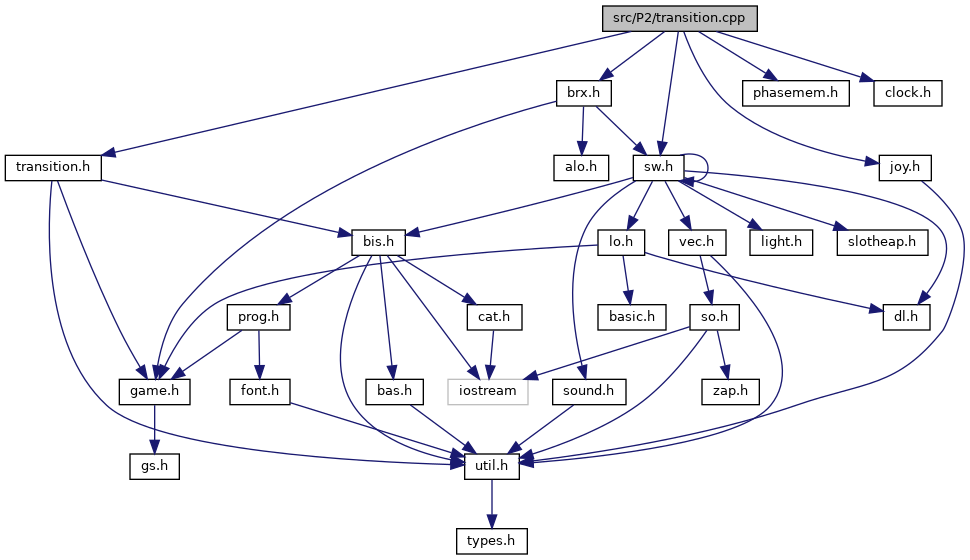 src/P2/transition.cpp
brx.h
phasemem.h
clock.h
transition.h
alo.h
sw.h
joy.h
bis.h
lo.h
vec.h
light.h
slotheap.h
prog.h
cat.h
basic.h
so.h
dl.h
game.h
font.h
bas.h
iostream
sound.h
zap.h
gs.h
util.h
types.h